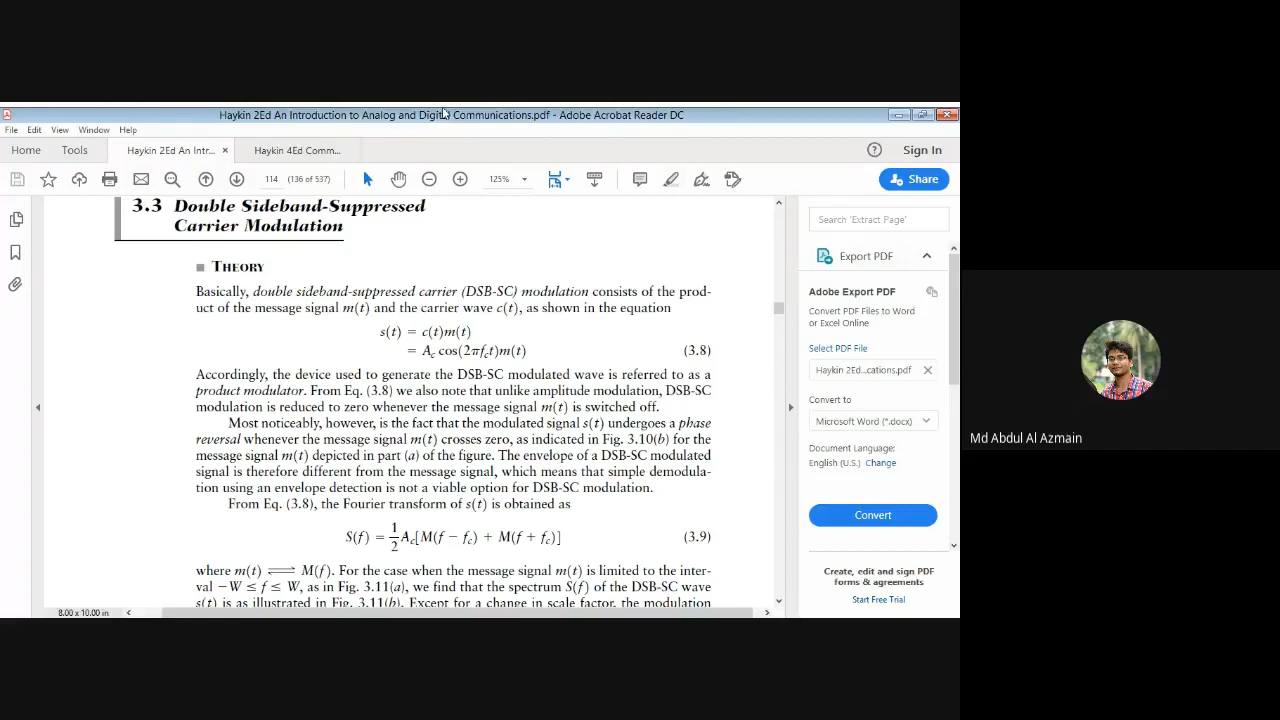 Haykin 2Ed An Introduction to Analog and Digital Communications.pdf - Adobe Acrobat Reader DC
File Edit View Window Help
Home Tools Haykin 2Ed An Intr... × Haykin 4Ed Comm... Sign In
114 (136 of 537) 125% Share
3.3 Double Sideband-Suppressed
Carrier Modulation
THEORY
Basically, double sideband-suppressed carrier (DSB-SC) modulation consists of the prod-
uct of the message signal m(t) and the carrier wave c(t), as shown in the equation
s(t) = c(t)m(t)
= A_c cos(2πf_ct)m(t) (3.8)
Accordingly, the device used to generate the DSB-SC modulated wave is referred to as a
product modulator. From Eq. (3.8) we also note that unlike amplitude modulation, DSB-SC
modulation is reduced to zero whenever the message signal m(t) is switched off.
Most noticeably, however, is the fact that the modulated signal s(t) undergoes a phase
reversal whenever the message signal m(t) crosses zero, as indicated in Fig. 3.10(b) for the
message signal m(t) depicted in part (a) of the figure. The envelope of a DSB-SC modulated
signal is therefore different from the message signal, which means that simple demodula-
tion using an envelope detection is not a viable option for DSB-SC modulation.
From Eq. (3.8), the Fourier transform of s(t) is obtained as
S(f) = 1/2 A_c[M(f − f_c) + M(f + f_c)] (3.9)
where m(t) ⇌ M(f). For the case when the message signal m(t) is limited to the inter-
val −W ≤ f ≤ W, as in Fig. 3.11(a), we find that the spectrum S(f) of the DSB-SC wave
s(t) is as illustrated in Fig. 3.11(b). Except for a change in scale factor, the modulation
8.00 x 10.00 in
Search 'Extract Page'
Export PDF
Adobe Export PDF
Convert PDF Files to Word
or Excel Online
Select PDF File
Haykin 2Ed...cations.pdf
Convert to
Microsoft Word (*.docx)
Document Language:
English (U.S.) Change
Convert
Create, edit and sign PDF
forms & agreements
Start Free Trial
Md Abdul Al Azmain